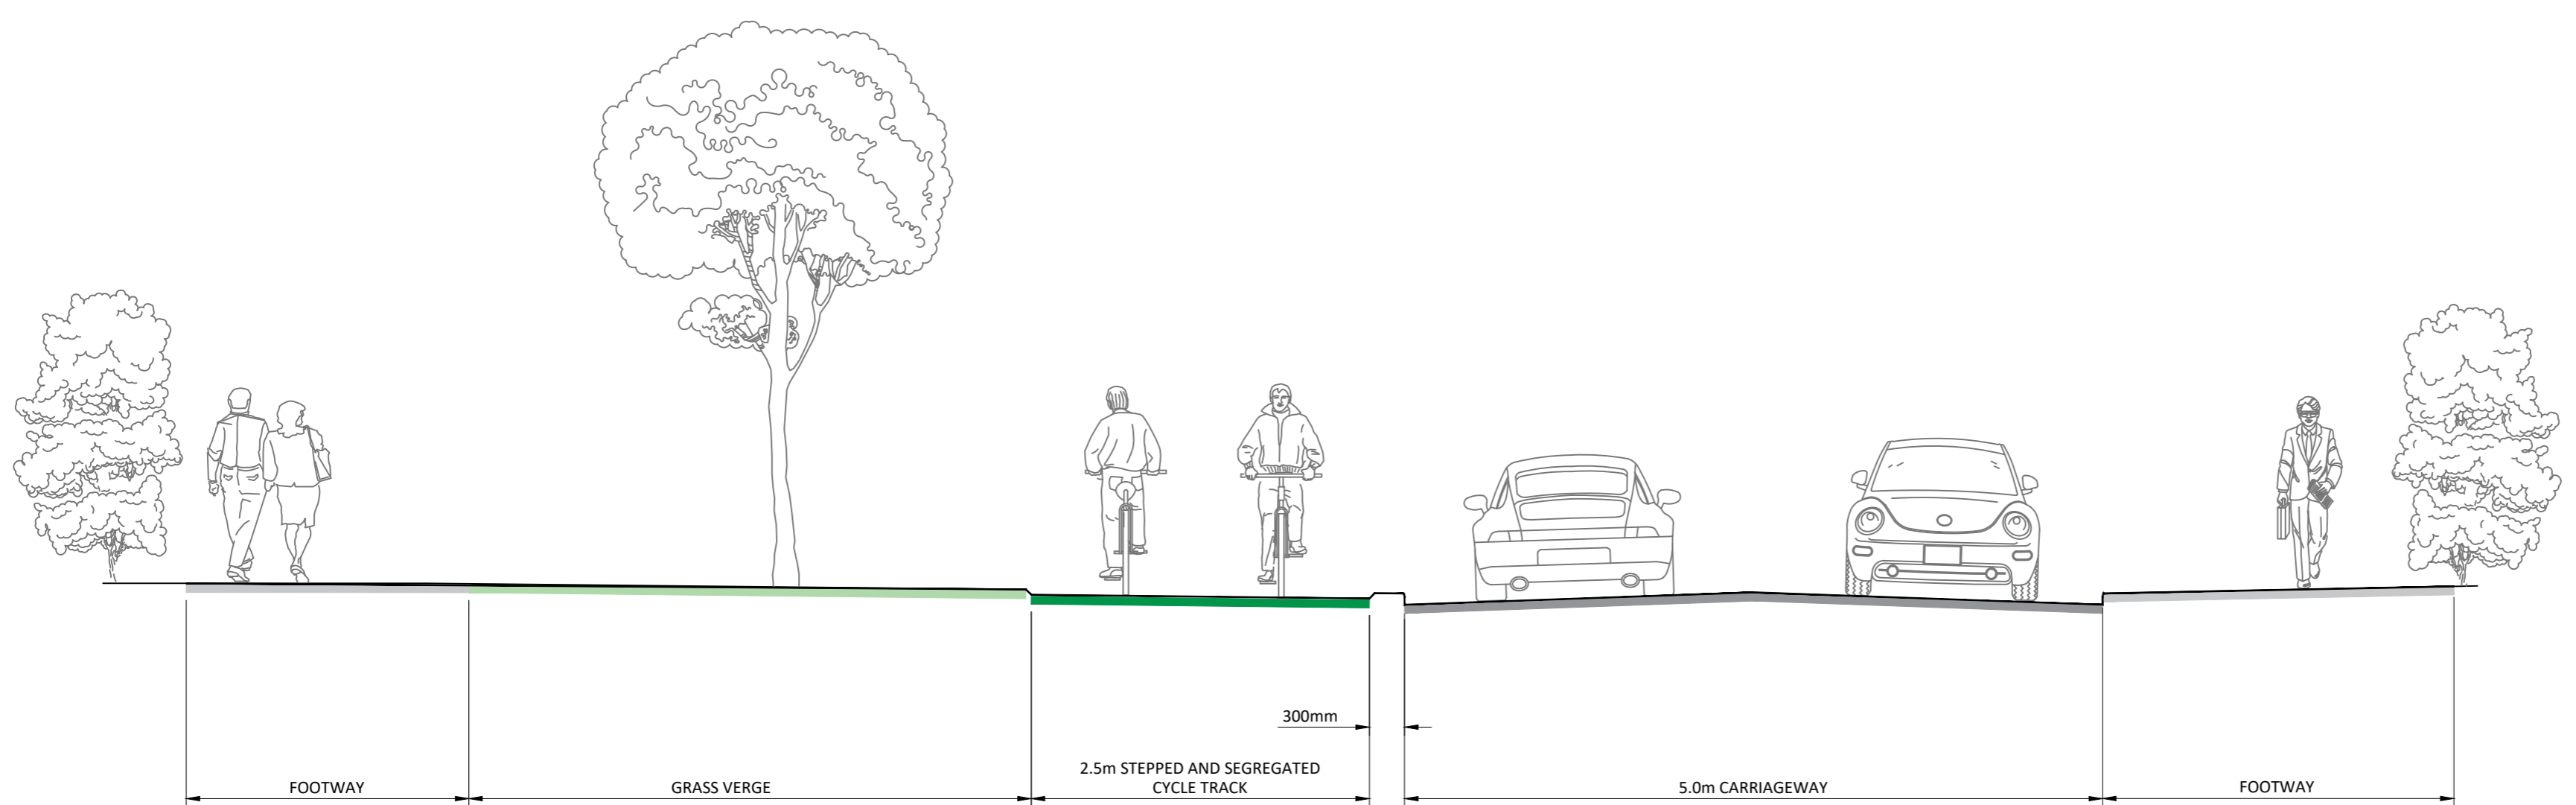 300mm
FOOTWAY
GRASS VERGE
2.5m STEPPED AND SEGREGATED
CYCLE TRACK
5.0m CARRIAGEWAY
FOOTWAY